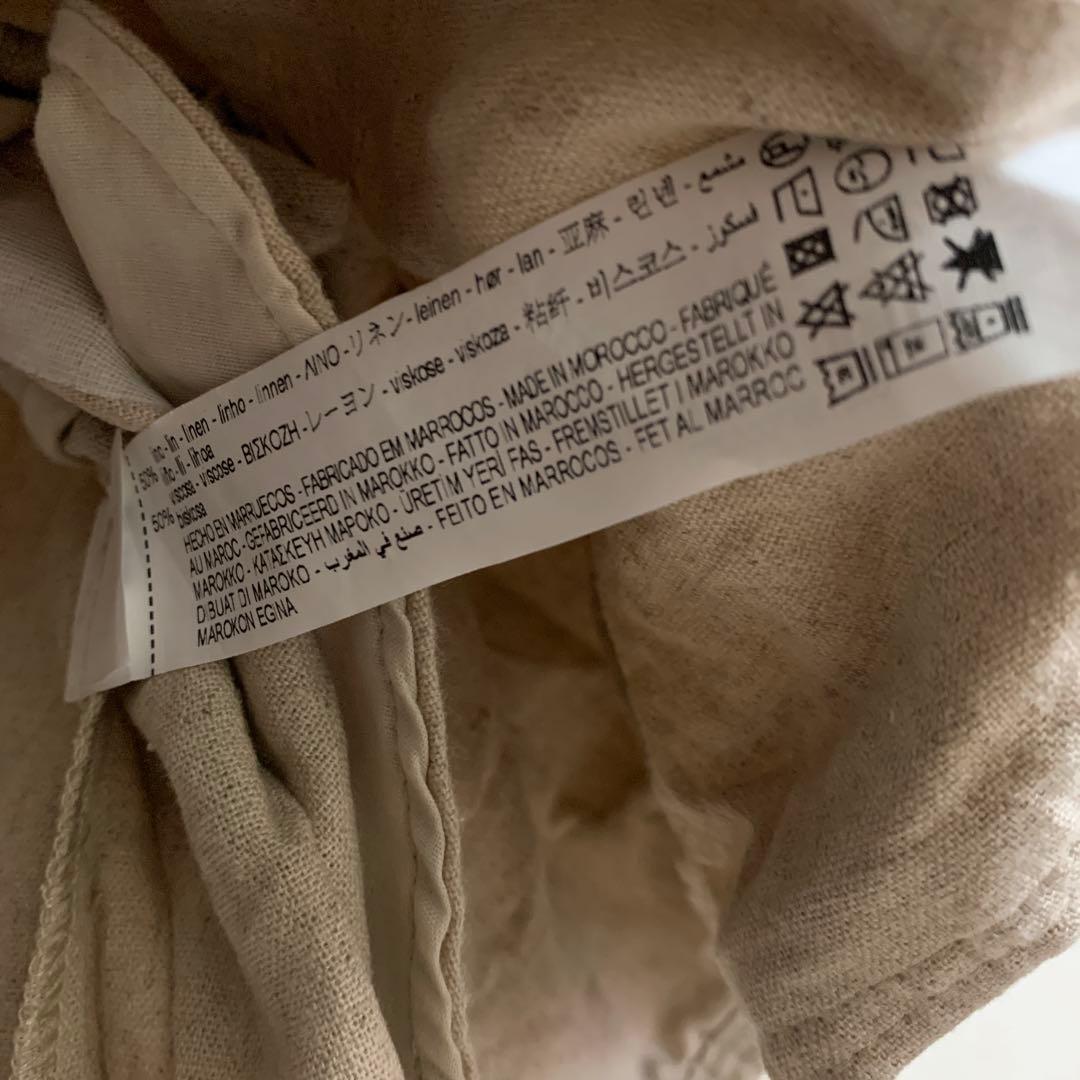 50% lino - lin - linen - linho - linnen - ΛΙΝΟ - リネン - leinen - hør - lan - 亚麻 - 린넨 - مشمع
liho - lli - lihoa
50% viscosa - viscose - ΒΙΣΚΟΖΗ - レーヨン - viskose - viskoza - 粘纤 - 비스코스 -
biskosa
HECHO EN MARRUECOS - FABRICADO EM MARROCOS - MADE IN MOROCCO - FABRIQUÉ
AU MAROC - GEFABRICEERD IN MAROKKO - FATTO IN MAROCCO - HERGESTELLT IN
MAROKKO - ΚΑΤΑΣΚΕΥΗ ΜΑΡΟΚΟ - ÜRETIM YERI FAS - FREMSTILLET I MAROKKO
DIBUAT DI MAROKO - صنع في المغرب - FEITO EN MARROCOS - FET AL MARROC
MAROKON EGINA